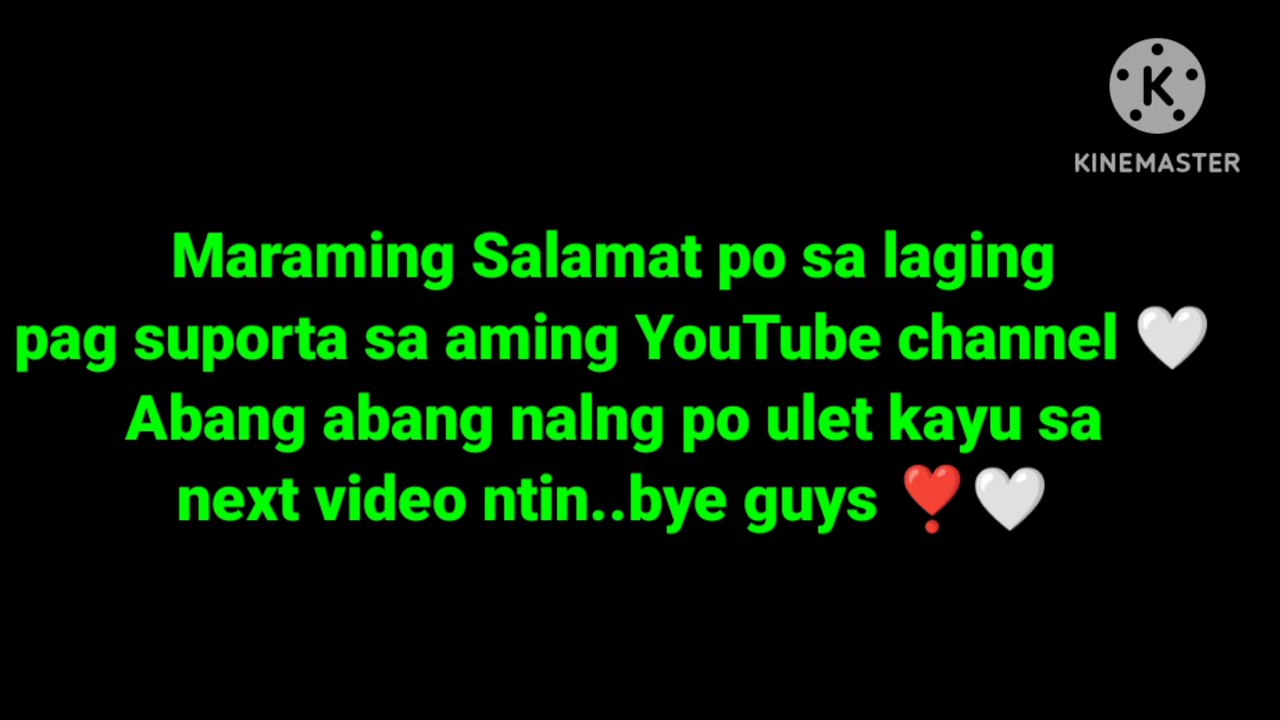 K
KINEMASTER
Maraming Salamat po sa laging
pag suporta sa aming YouTube channel 🤍
Abang abang nalng po ulet kayu sa
next video ntin..bye guys ❣️🤍